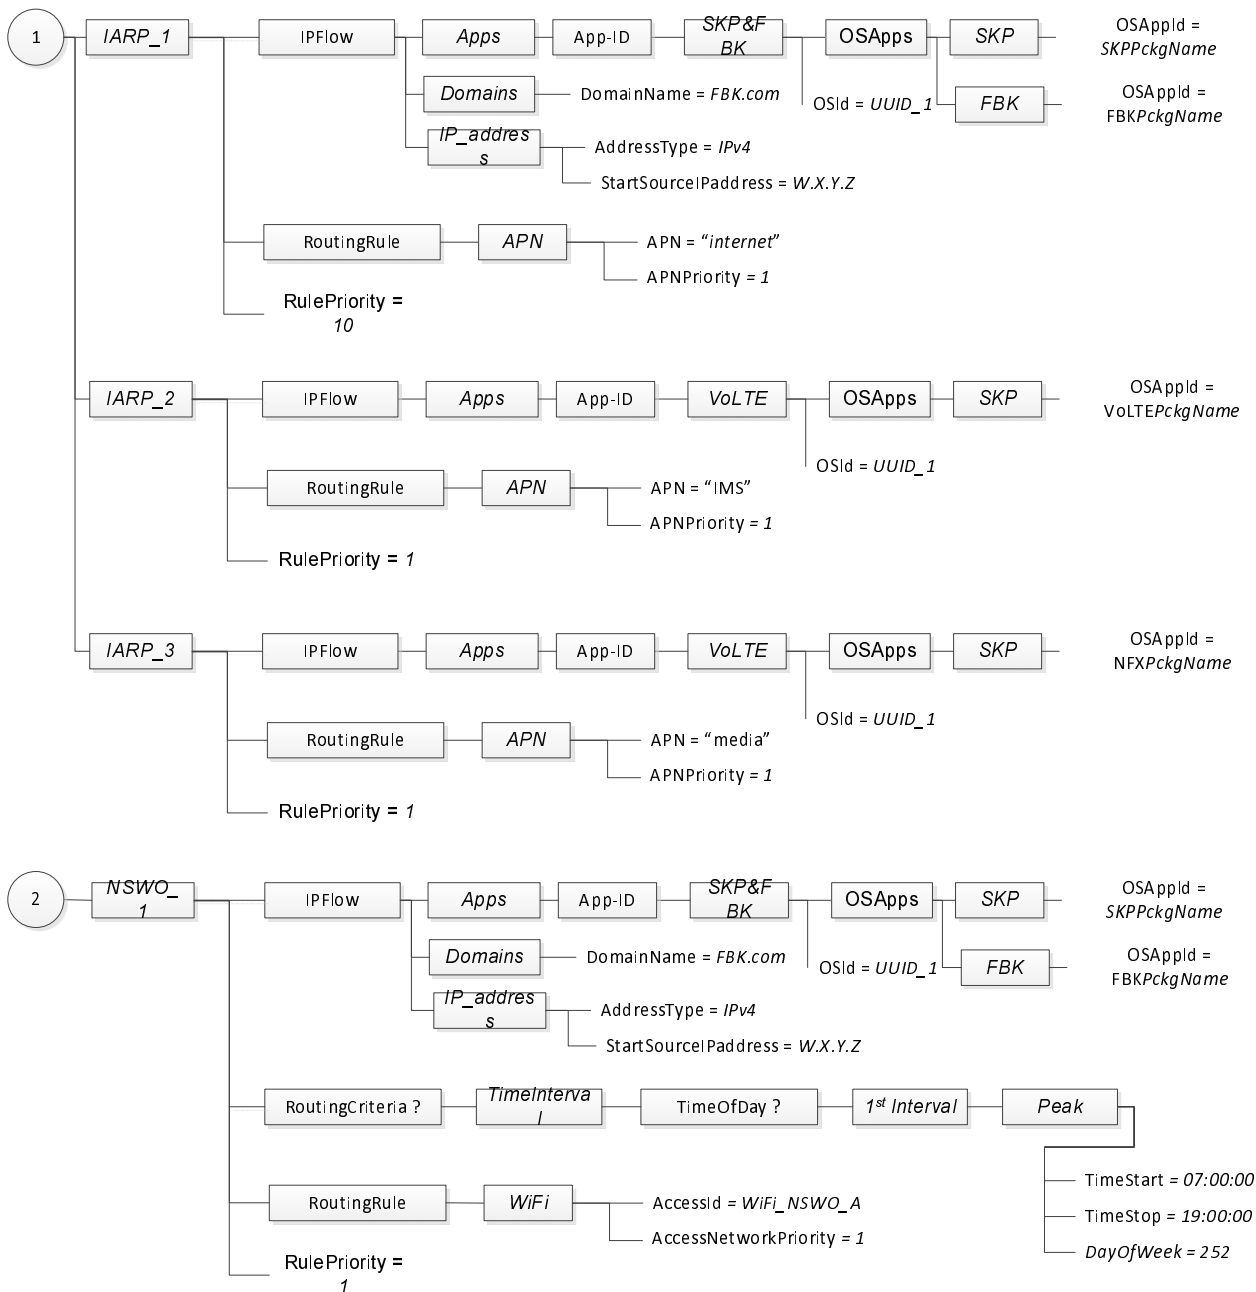 1
IARP_1
IPFlow
Apps
App-ID
SKP&F
BK
OSApps
SKP
OSAppId =
SKPPckgName
Domains
DomainName = FBK.com
OSId = UUID_1
FBK
OSAppId =
FBKPckgName
IP_addres
s
AddressType = IPv4
StartSourceIPaddress = W.X.Y.Z
RoutingRule
APN
APN = “internet”
APNPriority = 1
RulePriority =
10
IARP_2
IPFlow
Apps
App-ID
VoLTE
OSApps
SKP
OSAppId =
VoLTEPckgName
OSId = UUID_1
RoutingRule
APN
APN = “IMS”
APNPriority = 1
RulePriority = 1
IARP_3
IPFlow
Apps
App-ID
VoLTE
OSApps
SKP
OSAppId =
NFXPckgName
OSId = UUID_1
RoutingRule
APN
APN = “media”
APNPriority = 1
RulePriority = 1
2
NSWO_
1
IPFlow
Apps
App-ID
SKP&F
BK
OSApps
SKP
OSAppId =
SKPPckgName
Domains
DomainName = FBK.com
OSId = UUID_1
FBK
OSAppId =
FBKPckgName
IP_addres
s
AddressType = IPv4
StartSourceIPaddress = W.X.Y.Z
RoutingCriteria ?
TimeInterva
l
TimeOfDay ?
1st Interval
Peak
TimeStart = 07:00:00
TimeStop = 19:00:00
DayOfWeek = 252
RoutingRule
WiFi
AccessId = WiFi_NSWO_A
AccessNetworkPriority = 1
RulePriority =
1